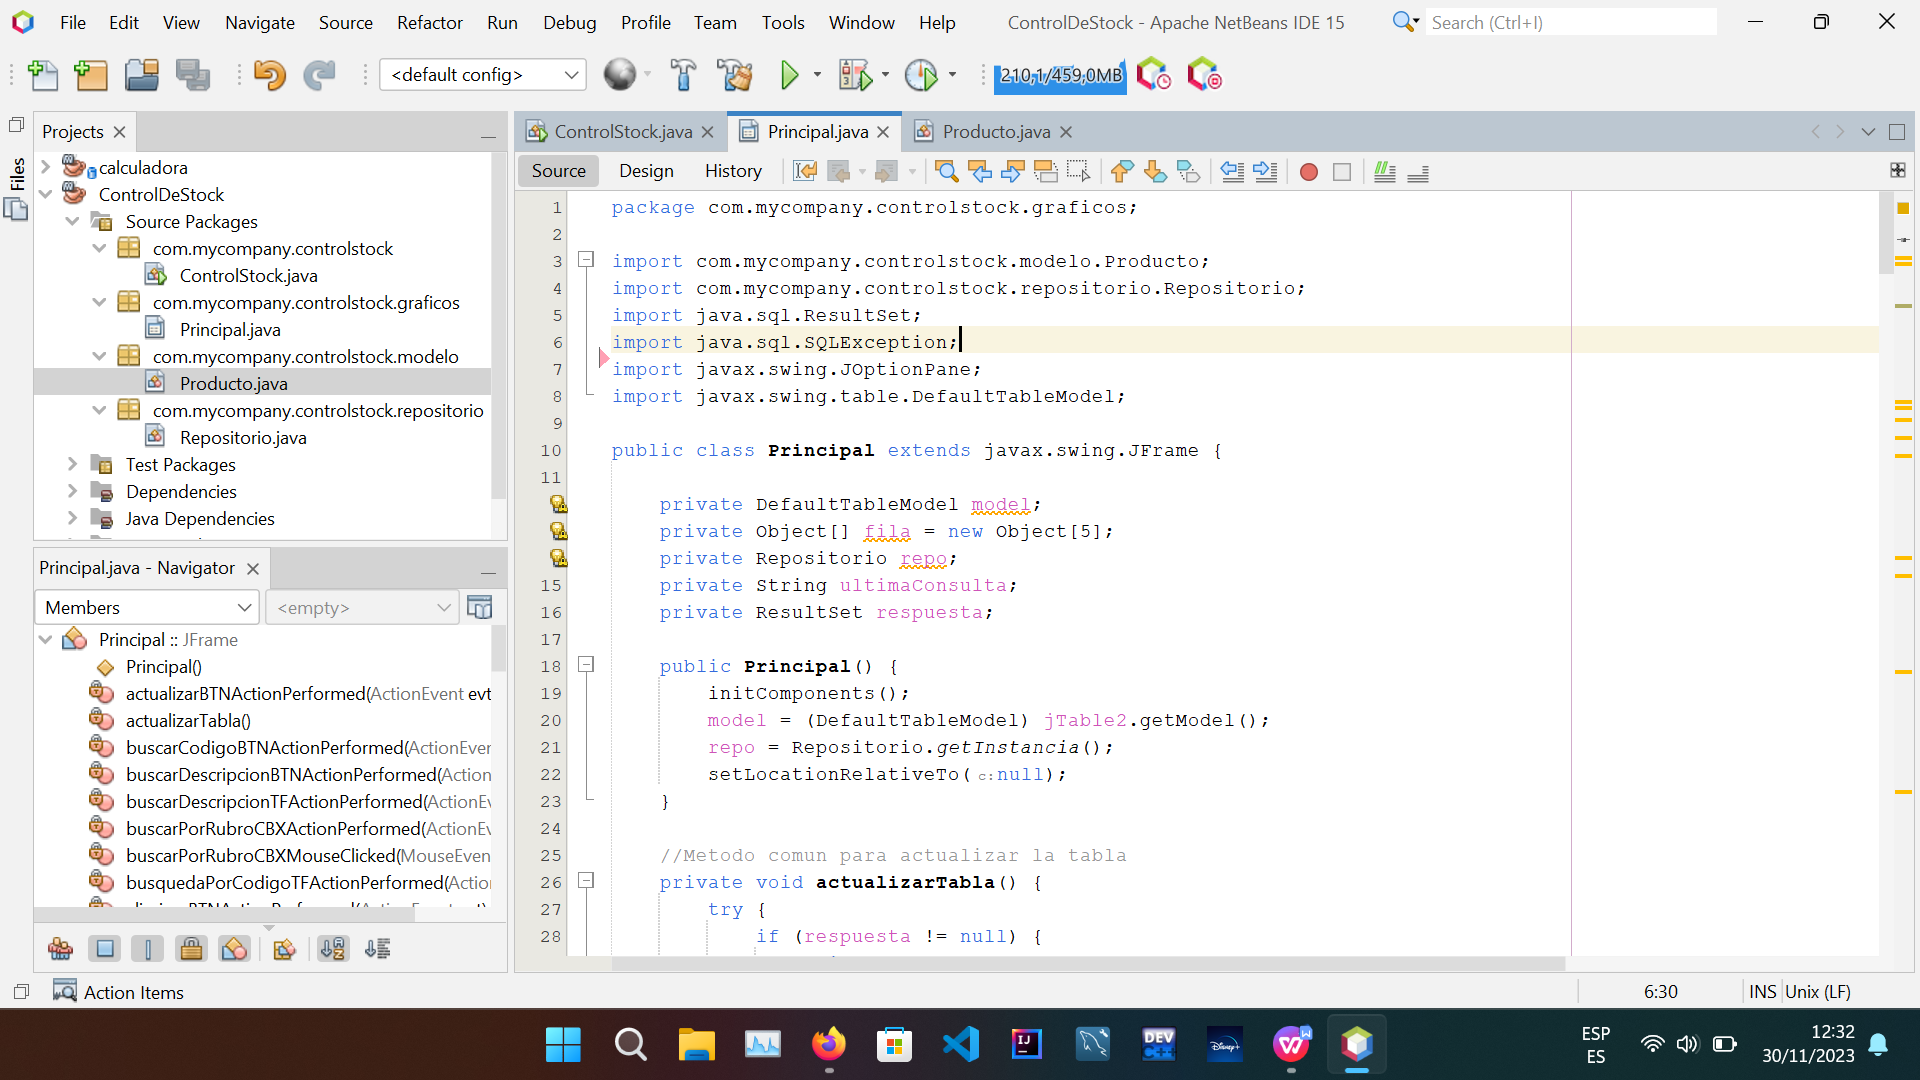 File Edit View Navigate Source Refactor Run Debug Profile Team Tools Window Help ControlDeStock - Apache NetBeans IDE 15 Search (Ctrl+I)
<default config> 210,1/459,0MB
Files
Projects
calculadora
ControlDeStock
Source Packages
com.mycompany.controlstock
ControlStock.java
com.mycompany.controlstock.graficos
Principal.java
com.mycompany.controlstock.modelo
Producto.java
com.mycompany.controlstock.repositorio
Repositorio.java
Test Packages
Dependencies
Java Dependencies
Principal.java - Navigator
Members <empty>
Principal :: JFrame
Principal()
actualizarBTNActionPerformed(ActionEvent evt
actualizarTabla()
buscarCodigoBTNActionPerformed(ActionEver
buscarDescripcionBTNActionPerformed(Action
buscarDescripcionTFActionPerformed(ActionEv
buscarPorRubroCBXActionPerformed(ActionEv
buscarPorRubroCBXMouseClicked(MouseEven
busquedaPorCodigoTFActionPerformed(Actio
ControlStock.java Principal.java Producto.java
Source Design History
1 package com.mycompany.controlstock.graficos;
2
3 import com.mycompany.controlstock.modelo.Producto;
4 import com.mycompany.controlstock.repositorio.Repositorio;
5 import java.sql.ResultSet;
6 import java.sql.SQLException;
7 import javax.swing.JOptionPane;
8 import javax.swing.table.DefaultTableModel;
9
10 public class Principal extends javax.swing.JFrame {
11
private DefaultTableModel model;
private Object[] fila = new Object[5];
private Repositorio repo;
15 private String ultimaConsulta;
16 private ResultSet respuesta;
17
18 public Principal() {
19 initComponents();
20 model = (DefaultTableModel) jTable2.getModel();
21 repo = Repositorio.getInstancia();
22 setLocationRelativeTo( c: null);
23 }
24
25 //Metodo comun para actualizar la tabla
26 private void actualizarTabla() {
27 try {
28 if (respuesta != null) {
Action Items
6:30 INS Unix (LF)
IJ
DEV C++
Disney+
ESP
ES
12:32
30/11/2023